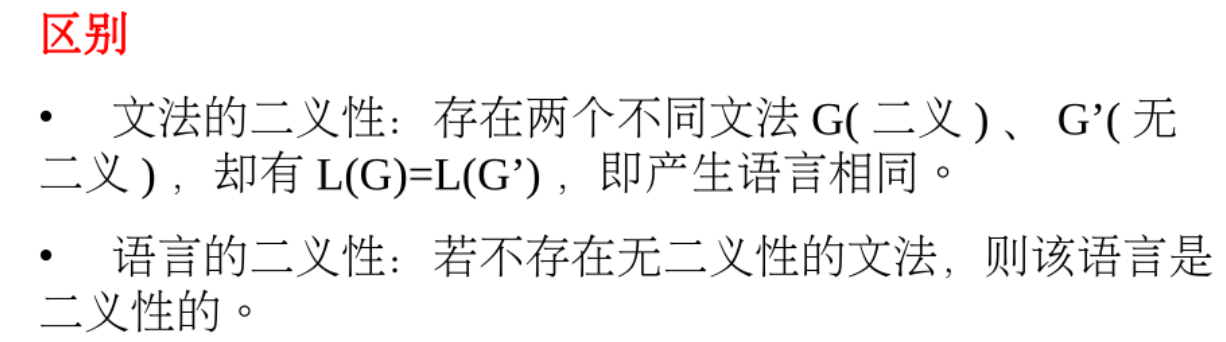 区别
• 文法的二义性：存在两个不同文法 G( 二义 ) 、 G’( 无
二义 ) ，却有 L(G)=L(G’) ，即产生语言相同。
• 语言的二义性：若不存在无二义性的文法，则该语言是
二义性的。